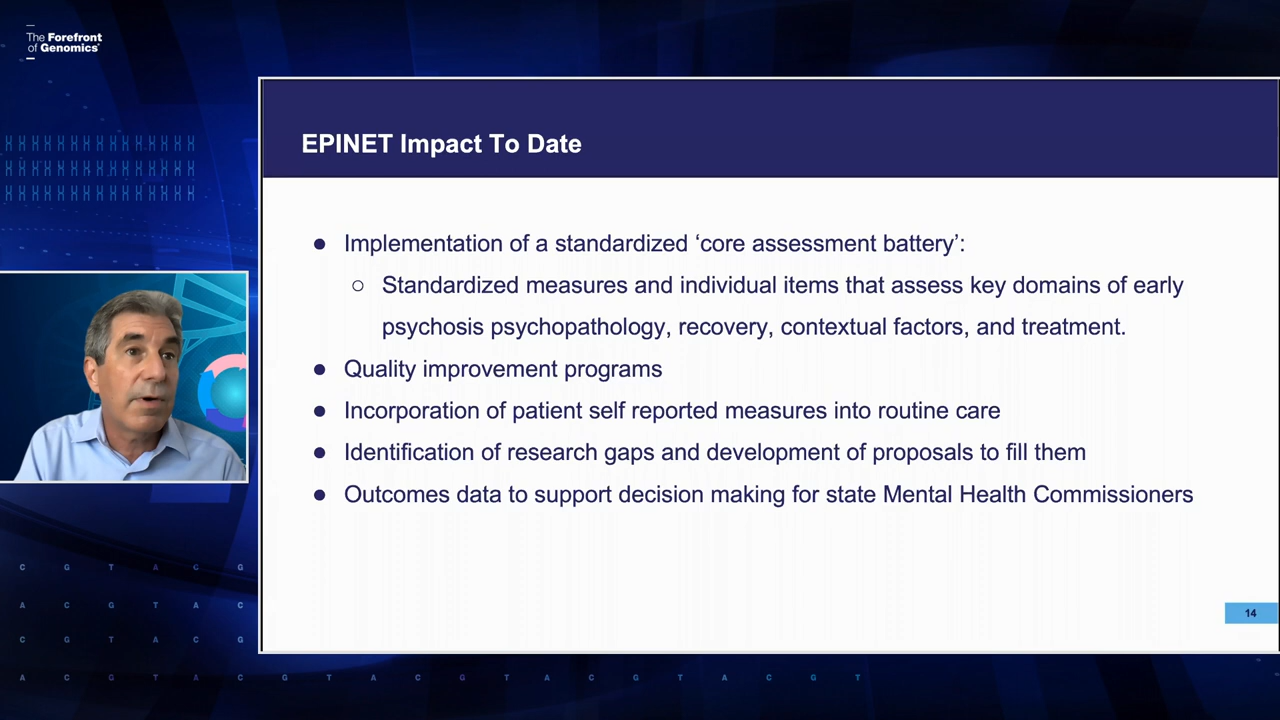 The Forefront
of Genomics®
EPINET Impact To Date
● Implementation of a standardized ‘core assessment battery’:
○ Standardized measures and individual items that assess key domains of early
psychosis psychopathology, recovery, contextual factors, and treatment.
● Quality improvement programs
● Incorporation of patient self reported measures into routine care
● Identification of research gaps and development of proposals to fill them
● Outcomes data to support decision making for state Mental Health Commissioners
14
C G T A C G
A C G T A C
C G T A C G
A C G T A C G T A C G T A C G T A C G T